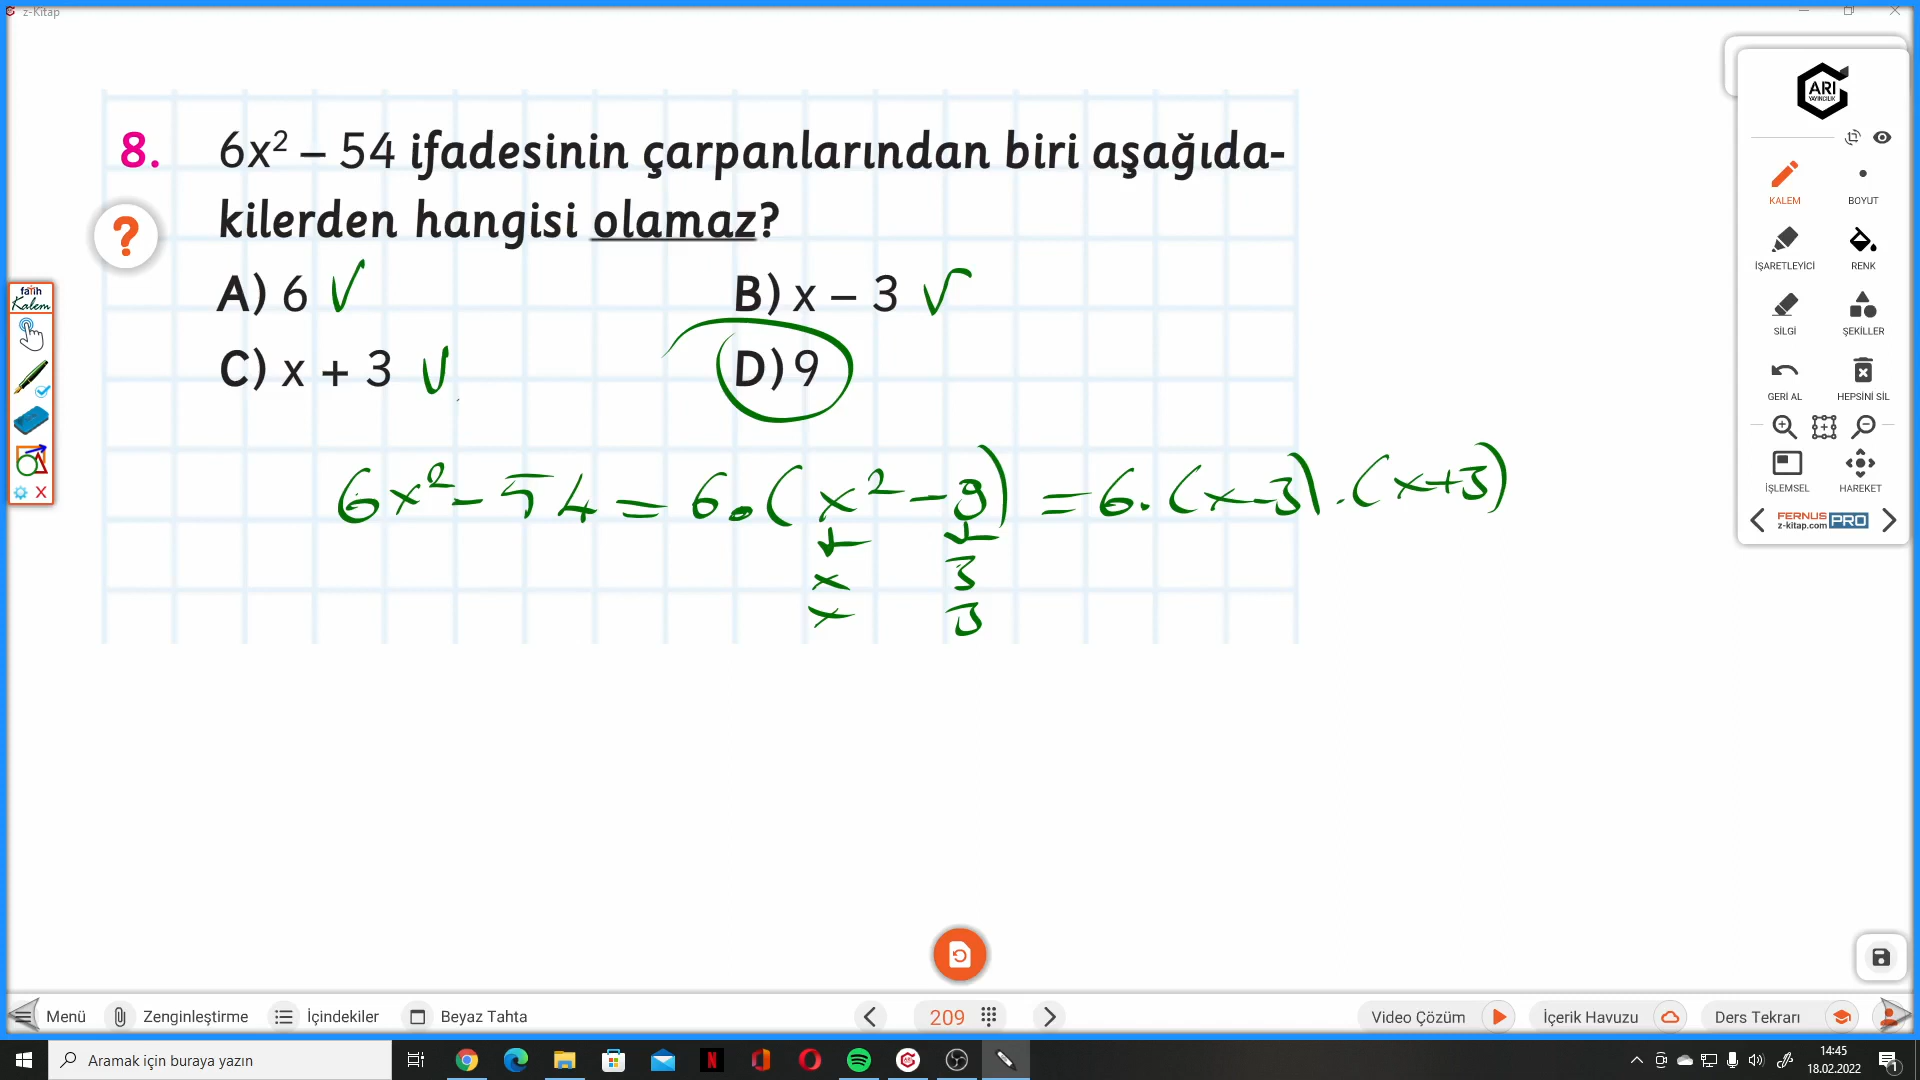 z-Kitap
8. 6x² – 54 ifadesinin çarpanlarından biri aşağıda-
kilerden hangisi olamaz?
A) 6 ✓ B) x – 3 ✓
C) x + 3 ✓ D) 9
6x² - 54 = 6.(x² - 9) = 6.(x-3).(x+3)
x 3
x 3
fatih
Kalem
ARI
YAYINCILIK
KALEM BOYUT
İŞARETLEYİCİ RENK
SİLGİ ŞEKİLLER
GERİ AL HEPSİNİ SİL
İŞLEMSEL HAREKET
FERNUS
z-kitap.com PRO
Menü Zenginleştirme İçindekiler Beyaz Tahta 209 Video Çözüm İçerik Havuzu Ders Tekrarı
Aramak için buraya yazın
14:45
18.02.2022
1